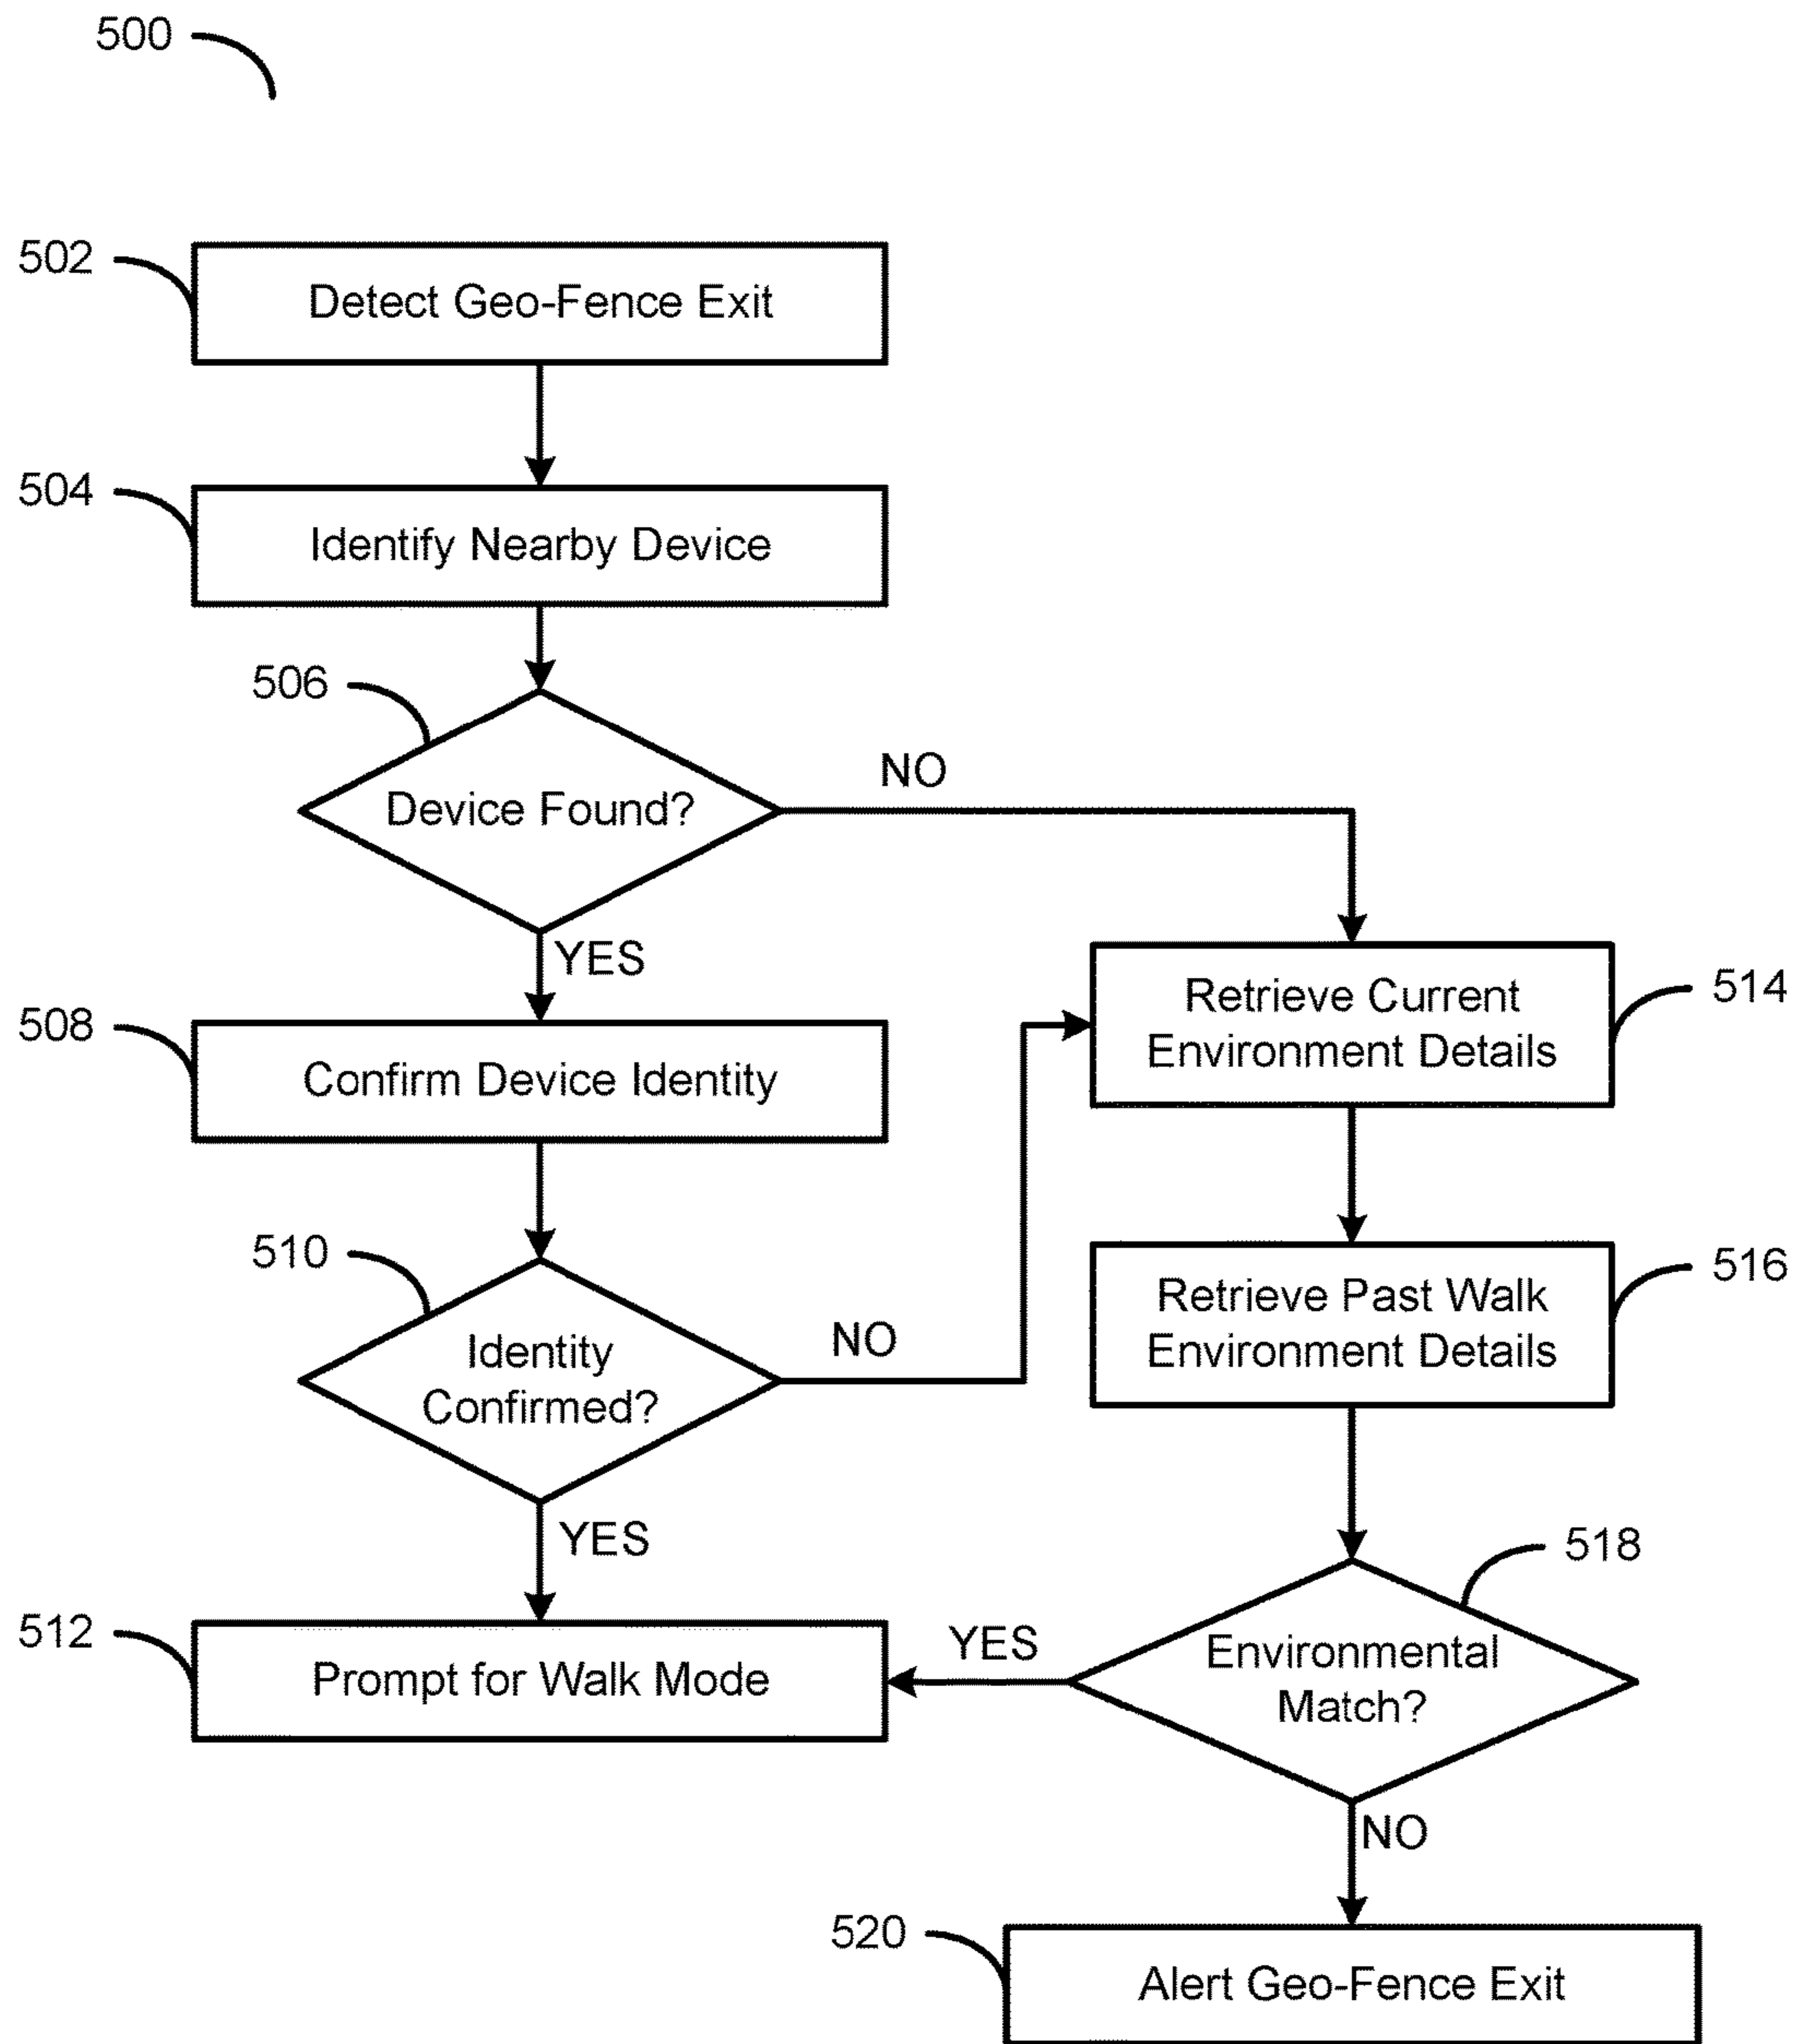 500
502
Detect Geo-Fence Exit
504
Identify Nearby Device
506
Device Found?
NO
YES
508
Confirm Device Identity
510
Identity
Confirmed?
NO
YES
512
Prompt for Walk Mode
Retrieve Current
Environment Details
514
Retrieve Past Walk
Environment Details
516
518
Environmental
Match?
YES
NO
520
Alert Geo-Fence Exit